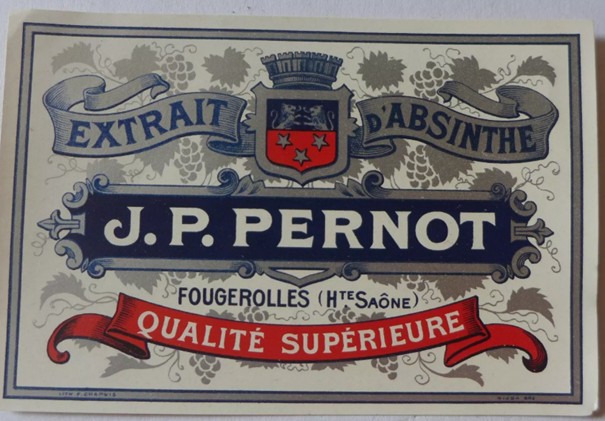 EXTRAIT D'ABSINTHE
J. P. PERNOT
FOUGEROLLES (HTE SAÔNE)
QUALITÉ SUPÉRIEURE